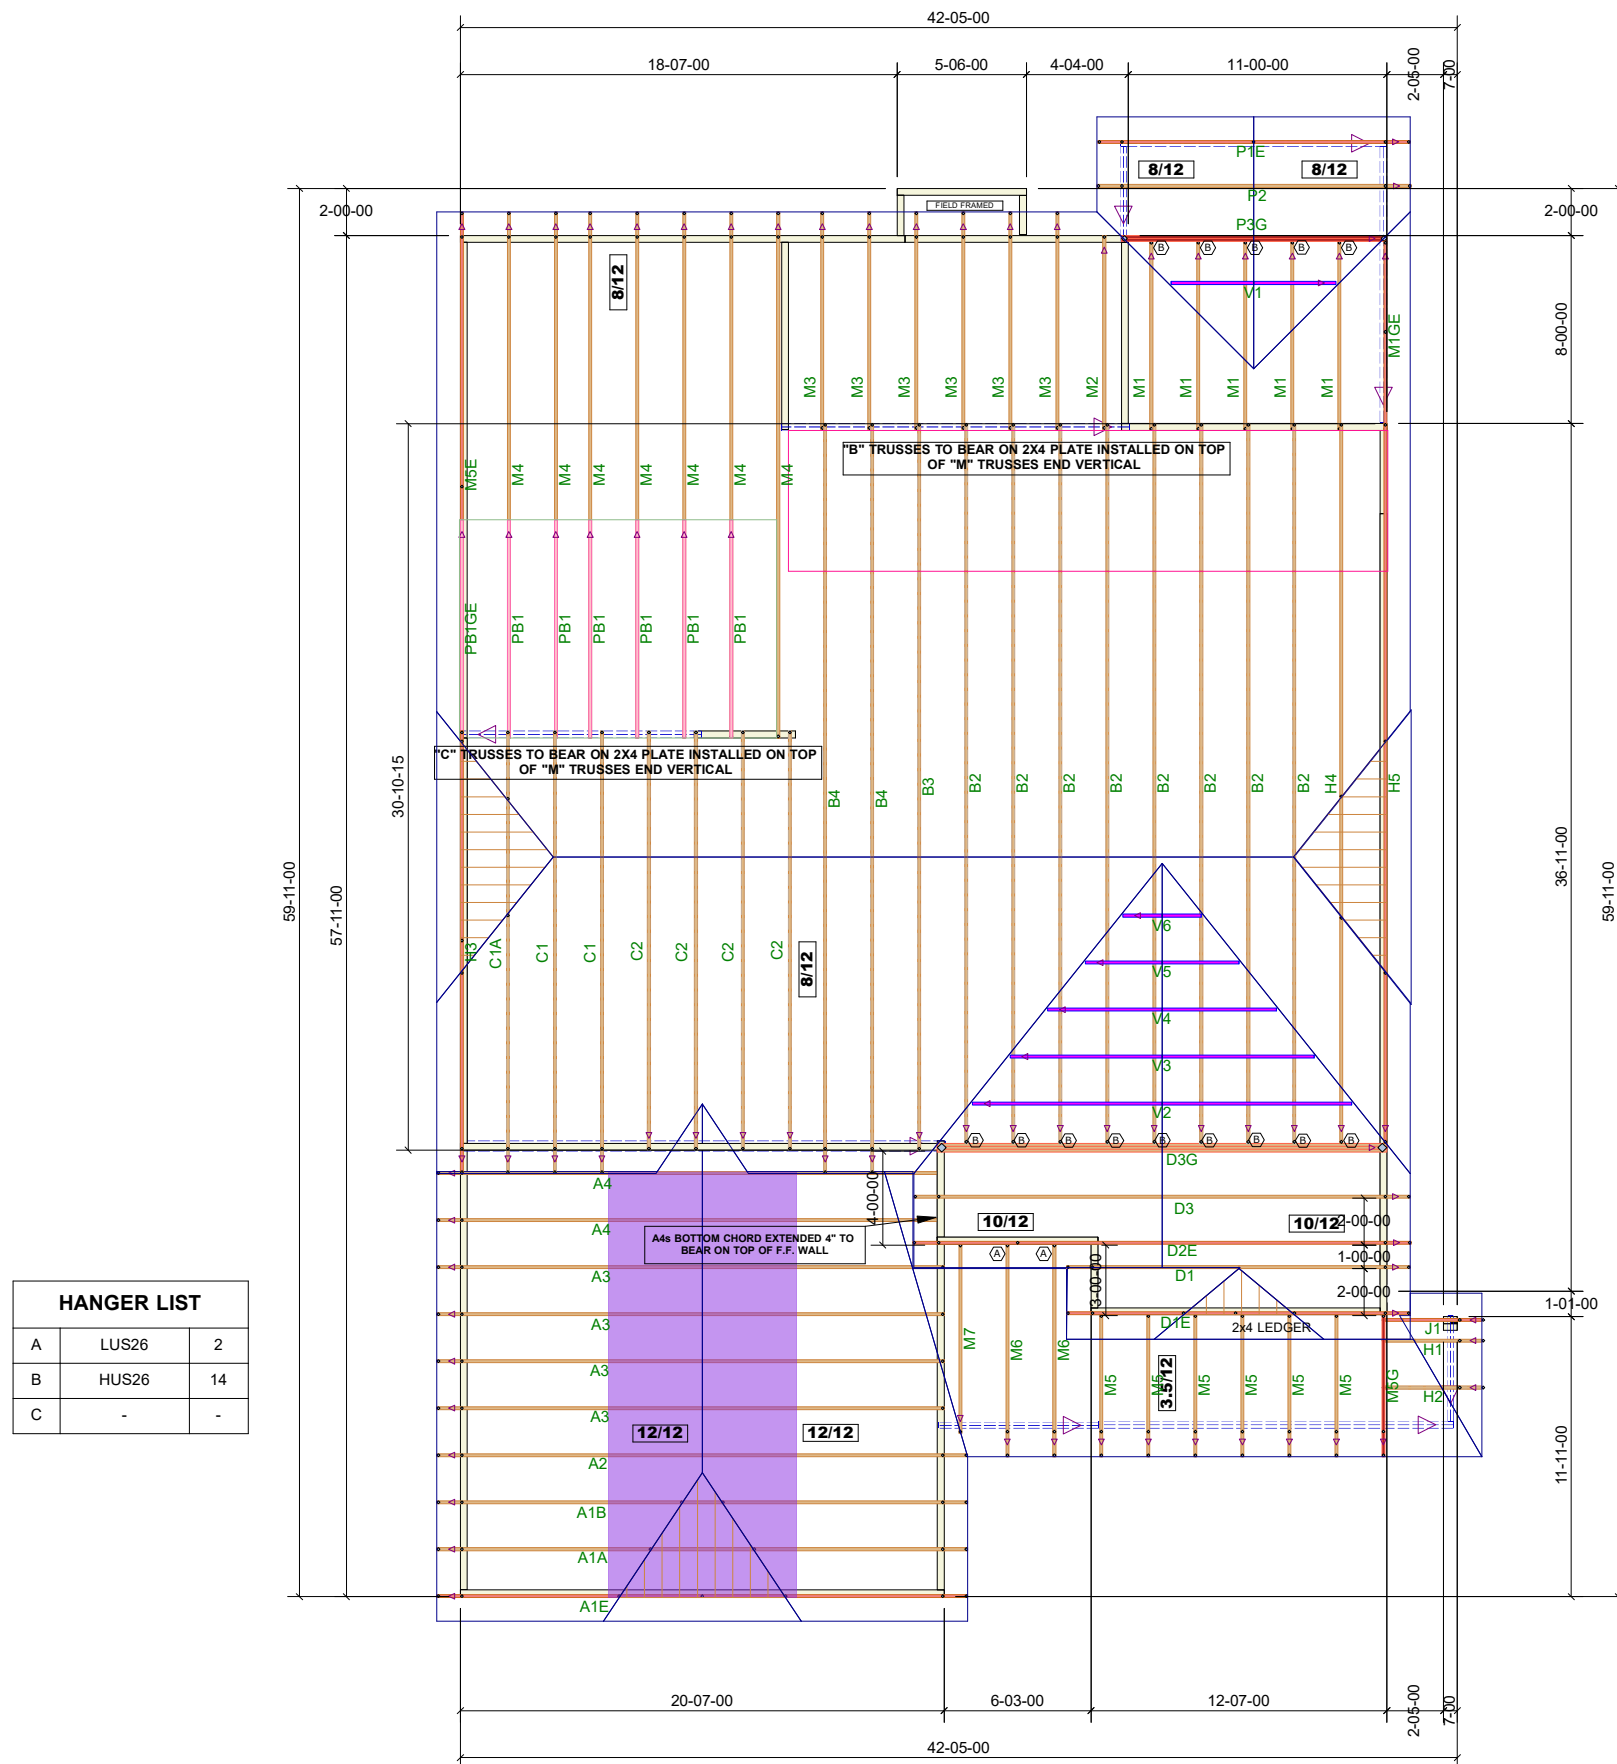 42-05-00
18-07-00
5-06-00
4-04-00
11-00-00
2-05-00
7-00
P1E
8/12
8/12
P2
P3G
2-00-00
FIELD FRAMED
2-00-00
B
B
B
B
B
8/12
V1
M1GE
8-00-00
M3
M3
M3
M3
M3
M3
M2
M1
M1
M1
M1
M1
"B" TRUSSES TO BEAR ON 2X4 PLATE INSTALLED ON TOP
OF "M" TRUSSES END VERTICAL
M5E
M4
M4
M4
M4
M4
M4
M4
PB1GE
PB1
PB1
PB1
PB1
PB1
PB1
"C" TRUSSES TO BEAR ON 2X4 PLATE INSTALLED ON TOP
OF "M" TRUSSES END VERTICAL
30-10-15
59-11-00
57-11-00
B4
B4
B3
B2
B2
B2
B2
B2
B2
B2
B2
H4
H5
36-11-00
59-11-00
H3
C1A
C1
C1
C2
C2
C2
C2
8/12
V6
V5
V4
V3
V2
B
B
B
B
B
B
B
B
B
D3G
A4
4-00-00
D3
A4
A4s BOTTOM CHORD EXTENDED 4" TO
BEAR ON TOP OF F.F. WALL
10/12
10/12
2-00-00
A
A
D2E
1-00-00
A3
D1
3-00-00
2-00-00
1-01-00
A3
D1E
2x4 LEDGER
J1
H1
M7
M6
M6
A3
M5
M5
3.5/12
M5
M5
M5
M5
M5G
H2
A3
12/12
12/12
A2
A1B
A1A
A1E
11-11-00
HANGER LIST
A LUS26 2
B HUS26 14
C - -
20-07-00
6-03-00
12-07-00
2-05-00
7-00
42-05-00